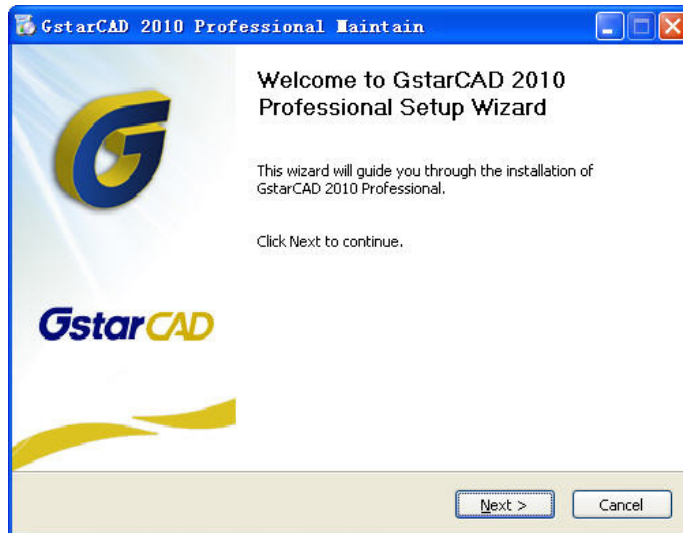 GstarCAD 2010 Professional Maintain
Welcome to GstarCAD 2010
Professional Setup Wizard
This wizard will guide you through the installation of
GstarCAD 2010 Professional.
Click Next to continue.
GstarCAD
Next >
Cancel